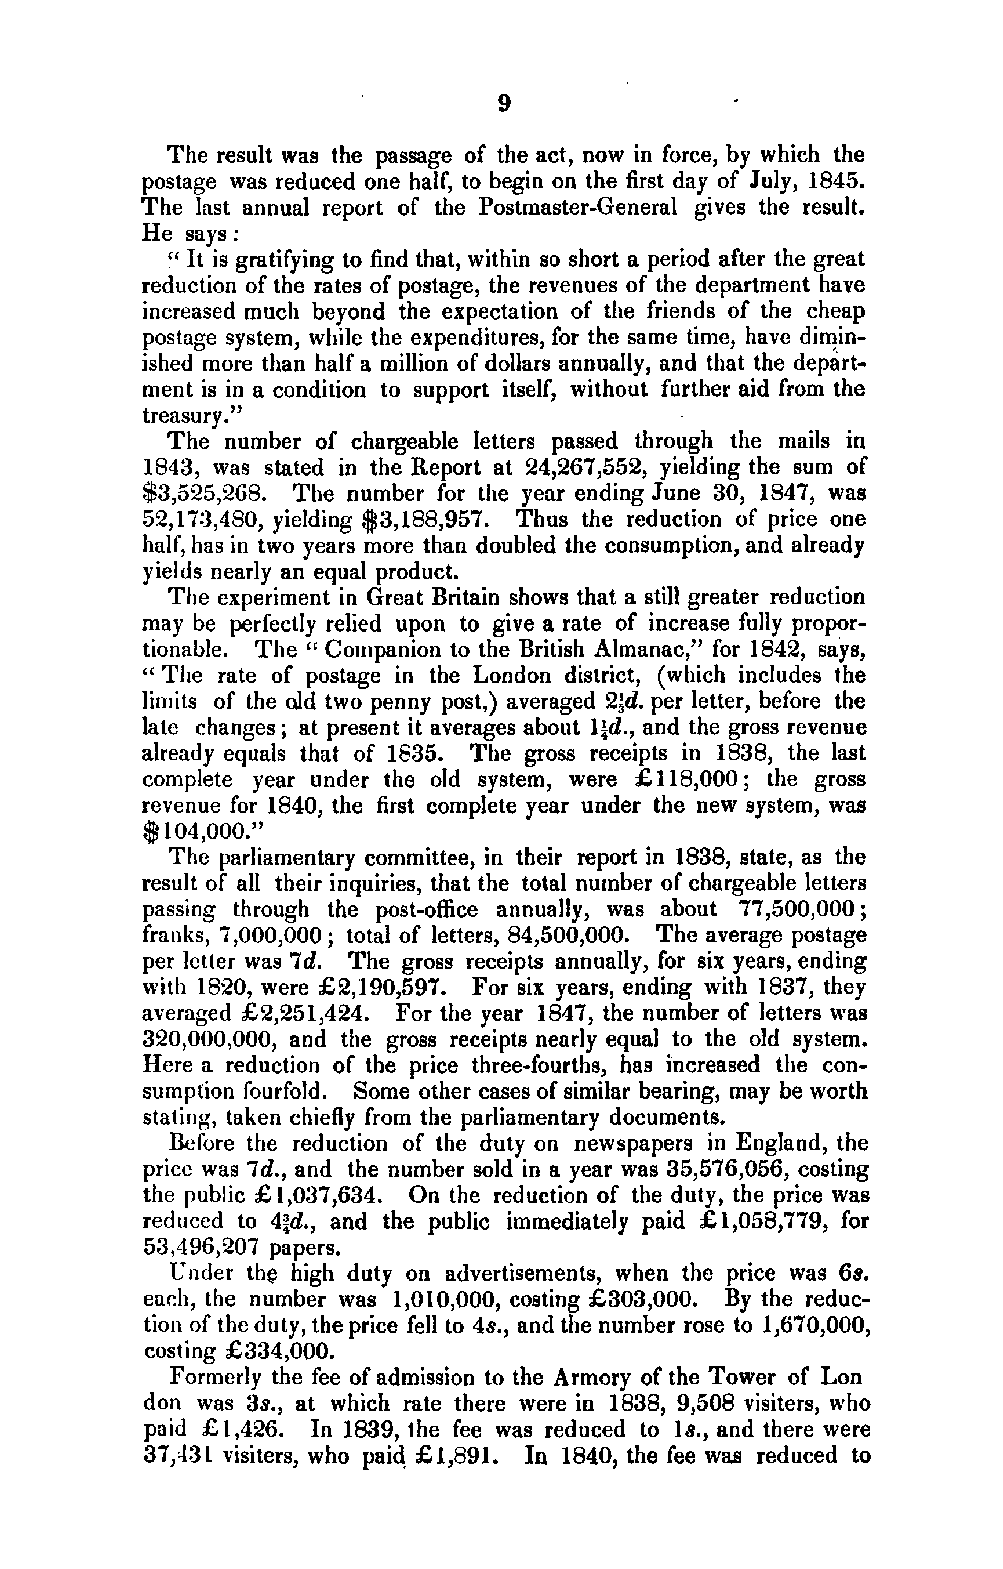 9
The result was the passage of the act, now in force, by which the
postage was reduced one half, to begin on the first day of July, 1845.
The last annual report of the Postmaster-General gives the result.
He says:
"It is gratifying to find that, within so short a period after the great
reduction of the rates of postage, the revenues of the department have
increased much beyond the expectation of the friends of the cheap
postage system, while the expenditures, for the same time, have dimin-
ished more than half a million of dollars annually, and that the depart-
ment is in a condition to support itself, without further aid from the
treasury."
The number of chargeable letters passed through the mails in
1843, was stated in the Report at 24,267,552, yielding the sum of
$3,525,268. The number for the year ending June 30, 1847, was
52,173,480, yielding $3,188,957. Thus the reduction of price one
half, has in two years more than doubled the consumption, and already
yields nearly an equal product.
The experiment in Great Britain shows that a still greater reduction
may be perfectly relied upon to give a rate of increase fully propor-
tionable. The "Companion to the British Almanac," for 1842, says,
"The rate of postage in the London district, (which includes the
limits of the old two penny post,) averaged 2⅓d. per letter, before the
late changes; at present it averages about 1¼d., and the gross revenue
already equals that of 1835. The gross receipts in 1838, the last
complete year under the old system, were £118,000; the gross
revenue for 1840, the first complete year under the new system, was
$104,000."
The parliamentary committee, in their report in 1838, state, as the
result of all their inquiries, that the total number of chargeable letters
passing through the post-office annually, was about 77,500,000;
franks, 7,000,000; total of letters, 84,500,000. The average postage
per letter was 7d. The gross receipts annually, for six years, ending
with 1820, were £2,190,597. For six years, ending with 1837, they
averaged £2,251,424. For the year 1847, the number of letters was
320,000,000, and the gross receipts nearly equal to the old system.
Here a reduction of the price three-fourths, has increased the con-
sumption fourfold. Some other cases of similar bearing, may be worth
stating, taken chiefly from the parliamentary documents.
Before the reduction of the duty on newspapers in England, the
price was 7d., and the number sold in a year was 35,576,056, costing
the public £1,037,634. On the reduction of the duty, the price was
reduced to 4¾d., and the public immediately paid £1,058,779, for
53,496,207 papers.
Under the high duty on advertisements, when the price was 6s.
each, the number was 1,010,000, costing £303,000. By the reduc-
tion of the duty, the price fell to 4s., and the number rose to 1,670,000,
costing £334,000.
Formerly the fee of admission to the Armory of the Tower of Lon
don was 3s., at which rate there were in 1838, 9,508 visiters, who
paid £1,426. In 1839, the fee was reduced to 1s., and there were
37,431 visiters, who paid £1,891. In 1840, the fee was reduced to